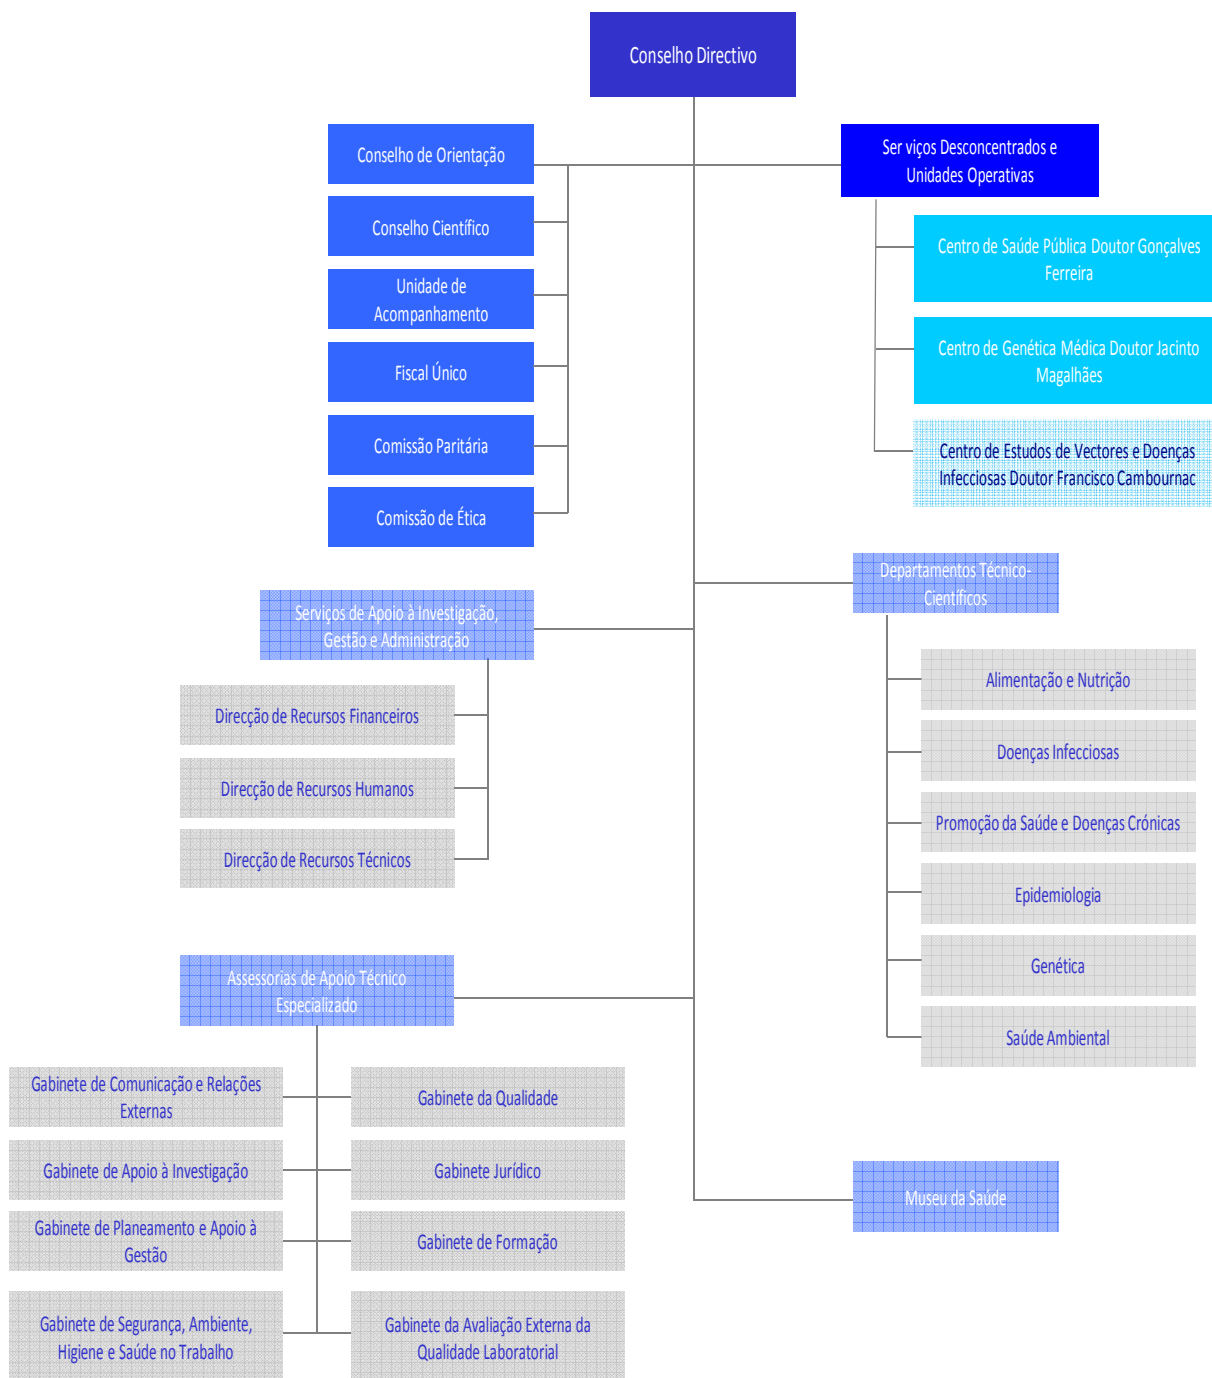 Conselho Directivo
Conselho de Orientação
Conselho Científico
Unidade de
Acompanhamento
Fiscal Único
Comissão Paritária
Comissão de Ética
Ser viços Desconcentrados e
Unidades Operativas
Centro de Saúde Pública Doutor Gonçalves
Ferreira
Centro de Genética Médica Doutor Jacinto
Magalhães
Centro de Estudos de Vectores e Doenças
Infecciosas Doutor Francisco Cambournac
Serviços de Apoio à Investigação,
Gestão e Administração
Direcção de Recursos Financeiros
Direcção de Recursos Humanos
Direcção de Recursos Técnicos
Departamentos Técnico-
Científicos
Alimentação e Nutrição
Doenças Infecciosas
Promoção da Saúde e Doenças Crónicas
Epidemiologia
Genética
Saúde Ambiental
Assessorias de Apoio Técnico
Especializado
Gabinete de Comunicação e Relações
Externas
Gabinete da Qualidade
Gabinete de Apoio à Investigação
Gabinete Jurídico
Gabinete de Planeamento e Apoio à
Gestão
Gabinete de Formação
Gabinete de Segurança, Ambiente,
Higiene e Saúde no Trabalho
Gabinete da Avaliação Externa da
Qualidade Laboratorial
Museu da Saúde